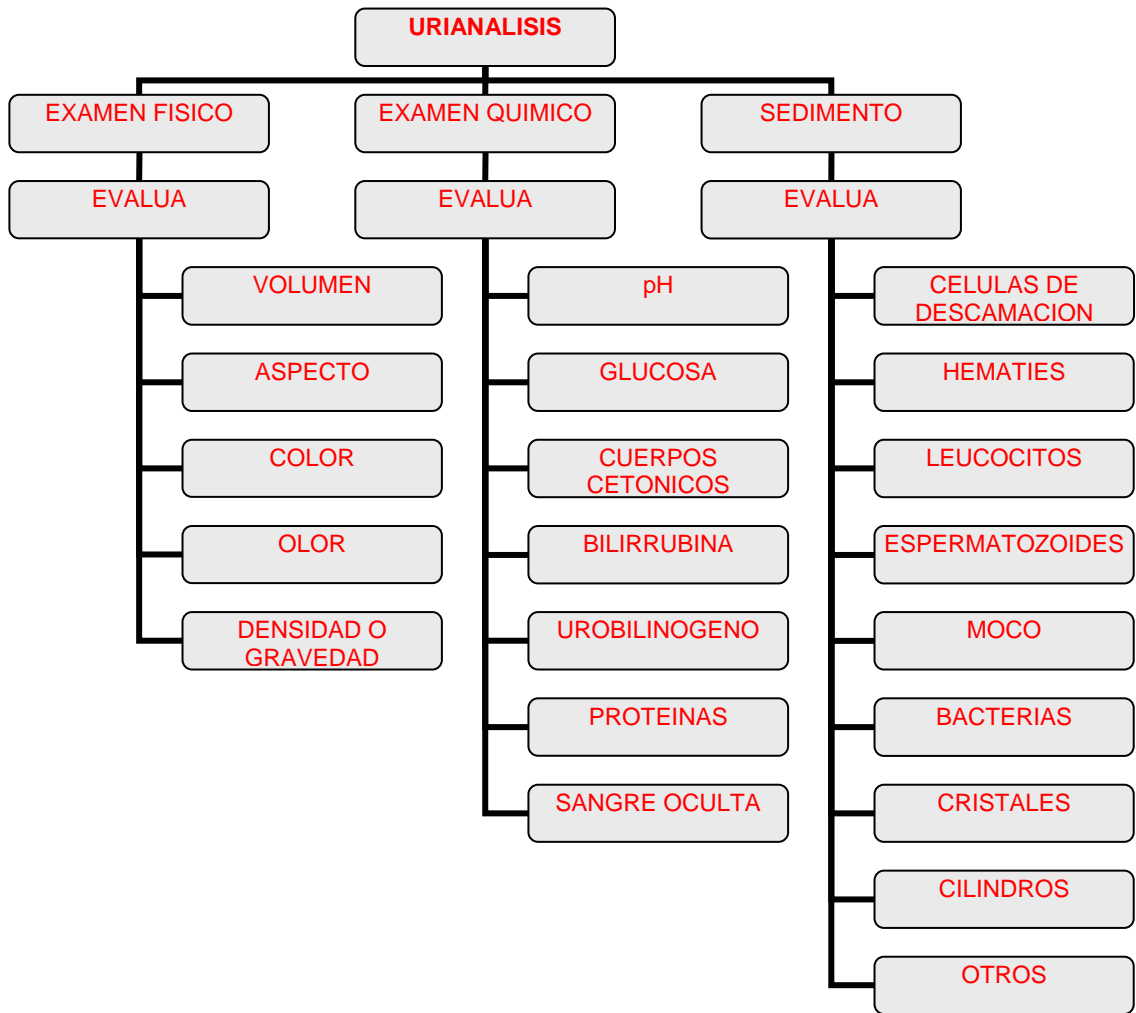 URIANALISIS
EXAMEN FISICO
EXAMEN QUIMICO
SEDIMENTO
EVALUA
EVALUA
EVALUA
VOLUMEN
ASPECTO
COLOR
OLOR
DENSIDAD O
GRAVEDAD
pH
GLUCOSA
CUERPOS
CETONICOS
BILIRRUBINA
UROBILINOGENO
PROTEINAS
SANGRE OCULTA
CELULAS DE
DESCAMACION
HEMATIES
LEUCOCITOS
ESPERMATOZOIDES
MOCO
BACTERIAS
CRISTALES
CILINDROS
OTROS